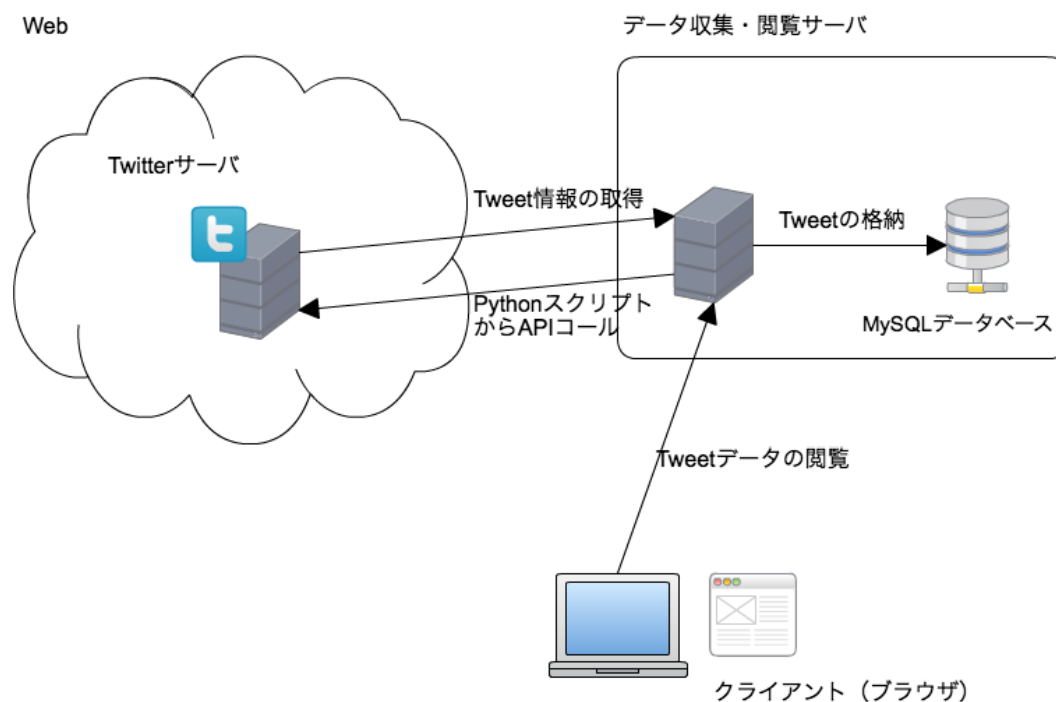 Web
データ収集・閲覧サーバ
Twitterサーバ
Tweet情報の取得
Tweetの格納
Pythonスクリプト
からAPIコール
MySQLデータベース
Tweetデータの閲覧
クライアント（ブラウザ）